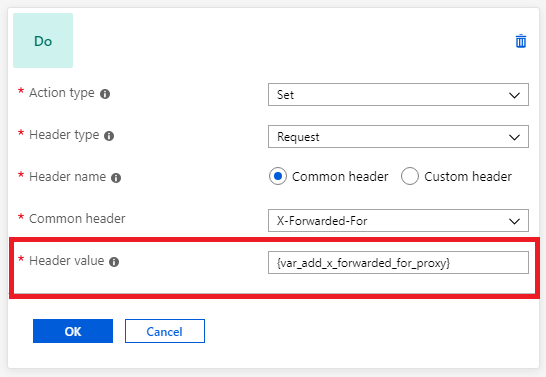 Do
* Action type
Set
* Header type
Request
* Header name
Common header
Custom header
* Common header
X-Forwarded-For
* Header value
{var_add_x_forwarded_for_proxy}
OK
Cancel